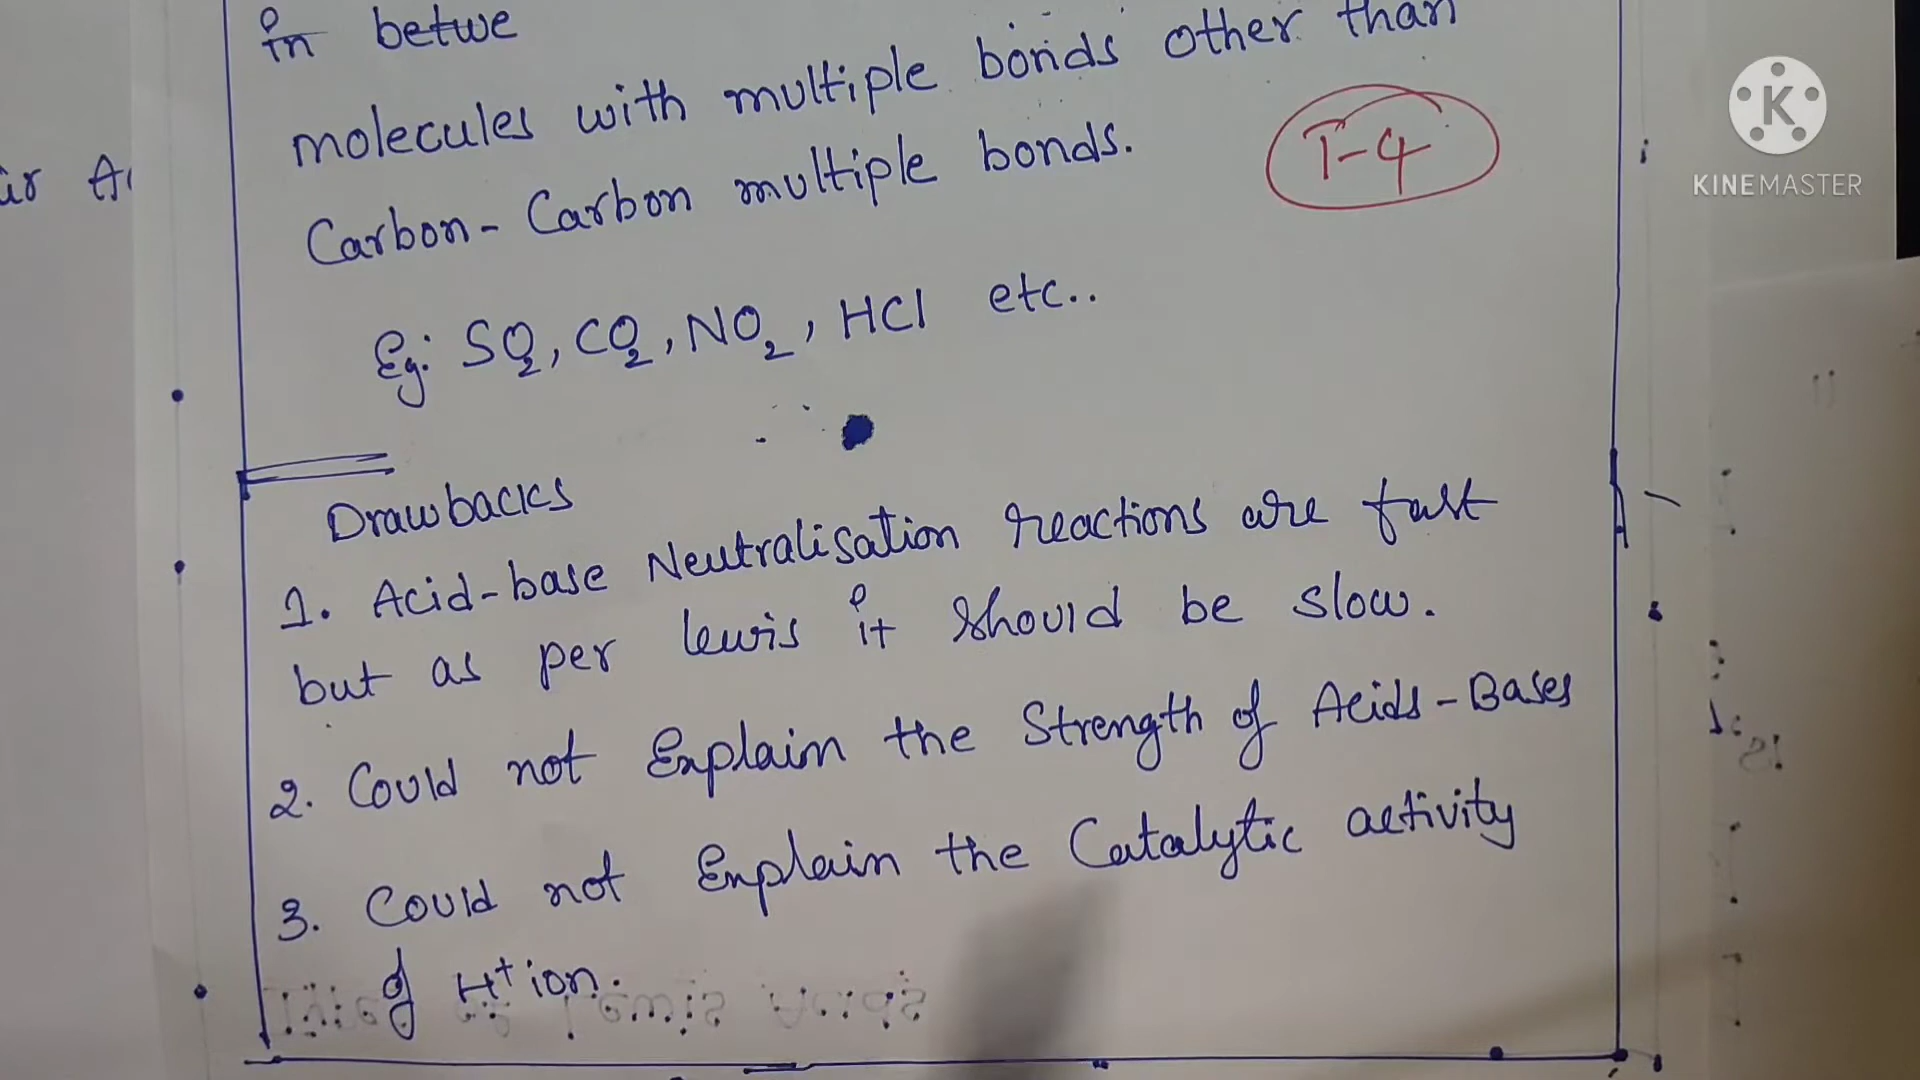 in betwe
molecules with multiple bonds other than
Carbon-Carbon multiple bonds.
T-4
KINEMASTER
Eg: SO2, CO2, NO2, HCl etc..
Drawbacks
1. Acid-base Neutralisation reactions are fast
but as per lewis it should be slow.
2. Could not Explain the Strength of Acids-Bases
3. Could not Explain the Catalytic activity
of H+ ion.